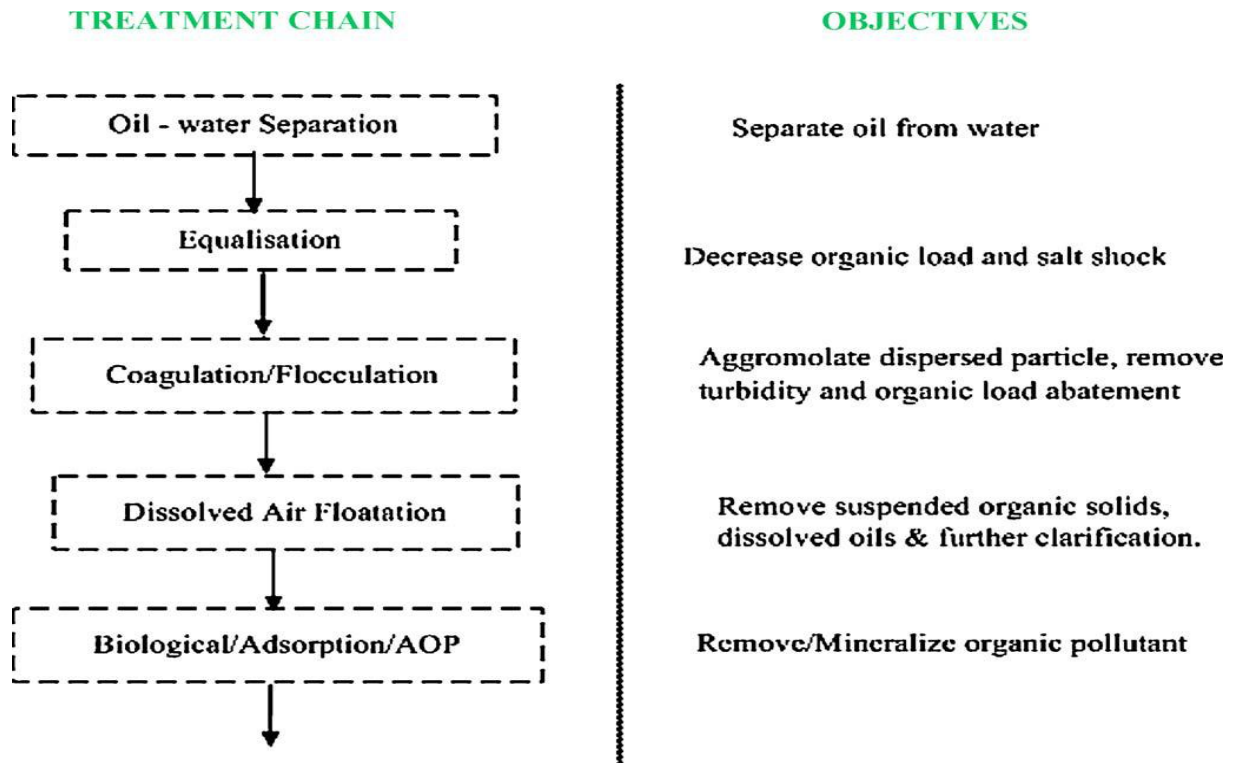 TREATMENT CHAIN
OBJECTIVES
Oil - water Separation
Separate oil from water
Equalisation
Decrease organic load and salt shock
Coagulation/Flocculation
Aggromolate dispersed particle, remove
turbidity and organic load abatement
Dissolved Air Floatation
Remove suspended organic solids,
dissolved oils & further clarification.
Biological/Adsorption/AOP
Remove/Mineralize organic pollutant